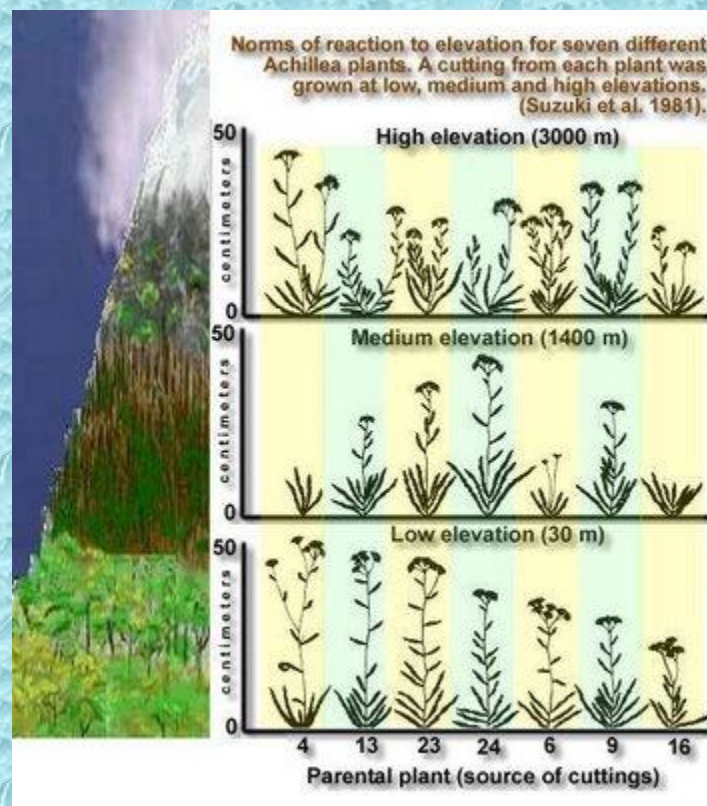 Norms of reaction to elevation for seven different
Achillea plants. A cutting from each plant was
grown at low, medium and high elevations.
(Suzuki et al. 1981).
50
High elevation (3000 m)
centimeters
0
50
Medium elevation (1400 m)
centimeters
0
50
Low elevation (30 m)
centimeters
0
4 13 23 24 6 9 16
Parental plant (source of cuttings)